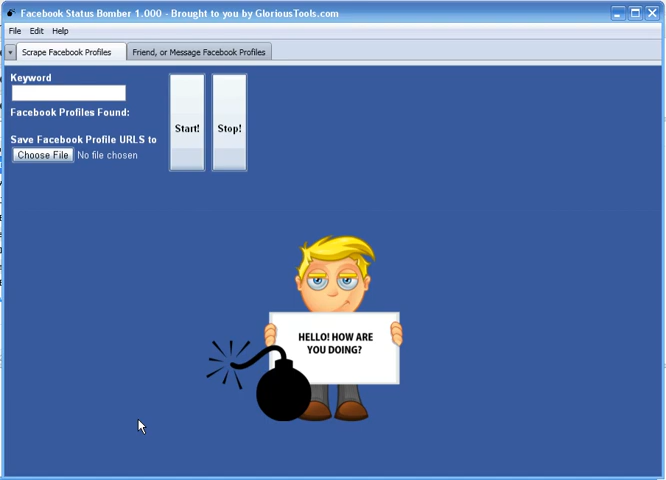 Facebook Status Bomber 1.000 - Brought to you by GloriousTools.com
File Edit Help
Scrape Facebook Profiles Friend, or Message Facebook Profiles
Keyword
Facebook Profiles Found:
Start! Stop!
Save Facebook Profile URLS to
Choose File No file chosen
HELLO! HOW ARE
YOU DOING?